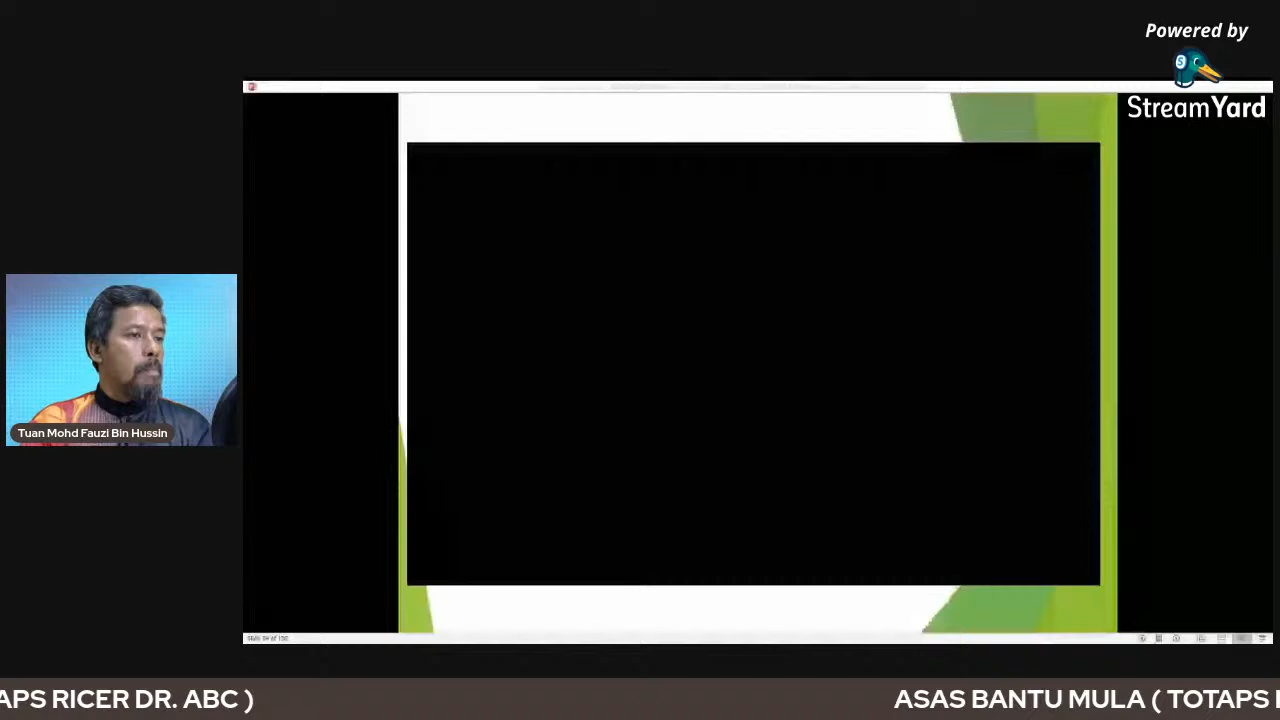 Powered by
StreamYard
Tuan Mohd Fauzi Bin Hussin
APS RICER DR. ABC ) ASAS BANTU MULA ( TOTAPS